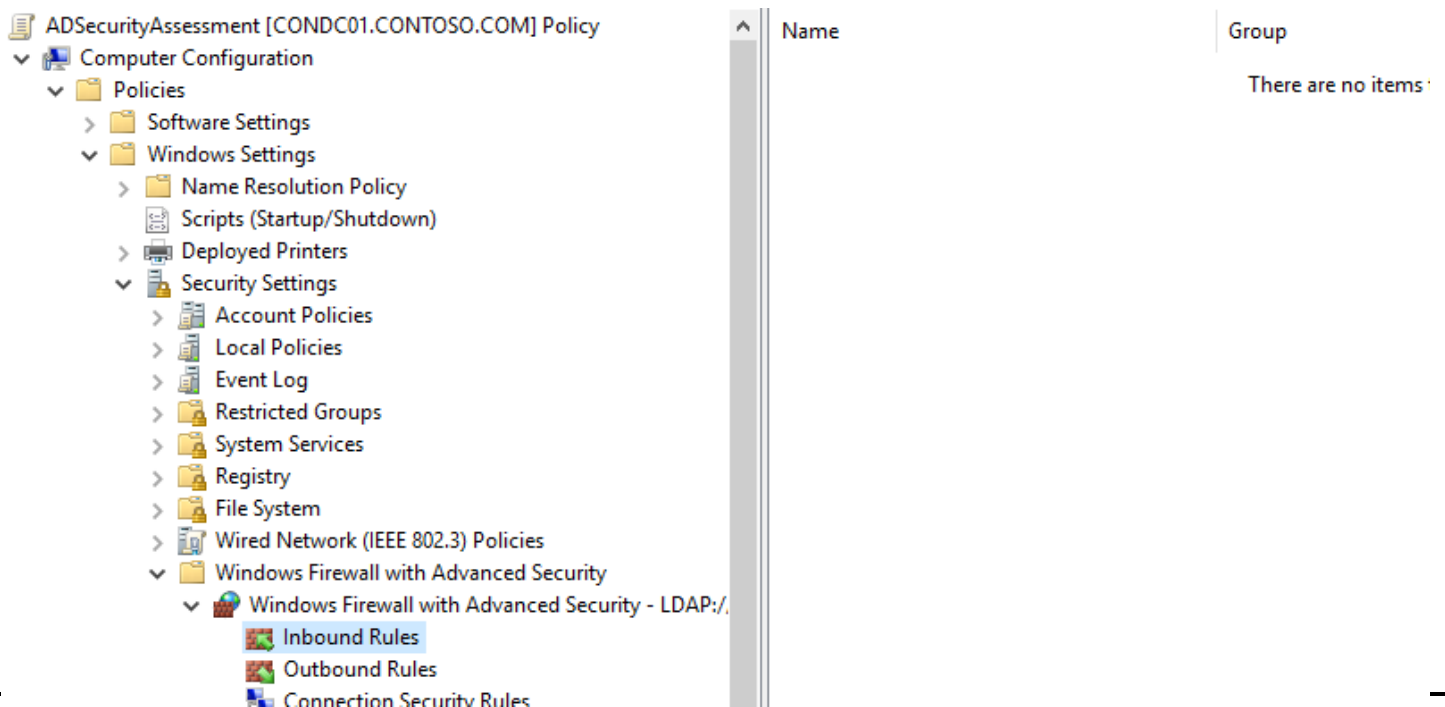 ADSecurityAssessment [CONDC01.CONTOSO.COM] Policy
Computer Configuration
Policies
Software Settings
Windows Settings
Name Resolution Policy
Scripts (Startup/Shutdown)
Deployed Printers
Security Settings
Account Policies
Local Policies
Event Log
Restricted Groups
System Services
Registry
File System
Wired Network (IEEE 802.3) Policies
Windows Firewall with Advanced Security
Windows Firewall with Advanced Security - LDAP:/
Inbound Rules
Outbound Rules
Connection Security Rules
Name Group
There are no items